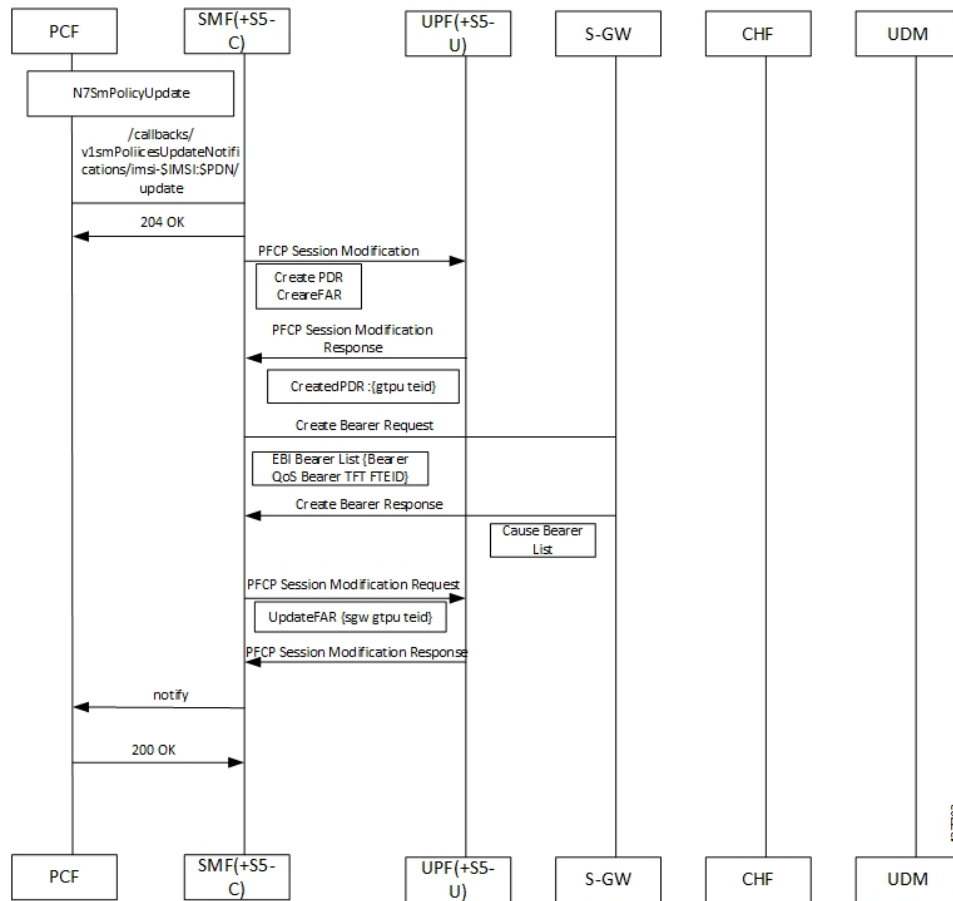 PCF
SMF(+S5-
C)
UPF(+S5-
U)
S-GW
CHF
UDM
N7SmPolicyUpdate
/callbacks/
v1smPoliicesUpdateNotifi
cations/imsi-$IMSI:$PDN/
update
204 OK
PFCP Session Modification
Create PDR
CreareFAR
PFCP Session Modification
Response
CreatedPDR :{gtpu teid}
Create Bearer Request
EBI Bearer List {Bearer
QoS Bearer TFT FTEID}
Create Bearer Response
Cause Bearer
List
PFCP Session Modification Request
UpdateFAR {sgw gtpu teid}
PFCP Session Modification Response
notify
200 OK
PCF
SMF(+S5-
C)
UPF(+S5-
U)
S-GW
CHF
UDM